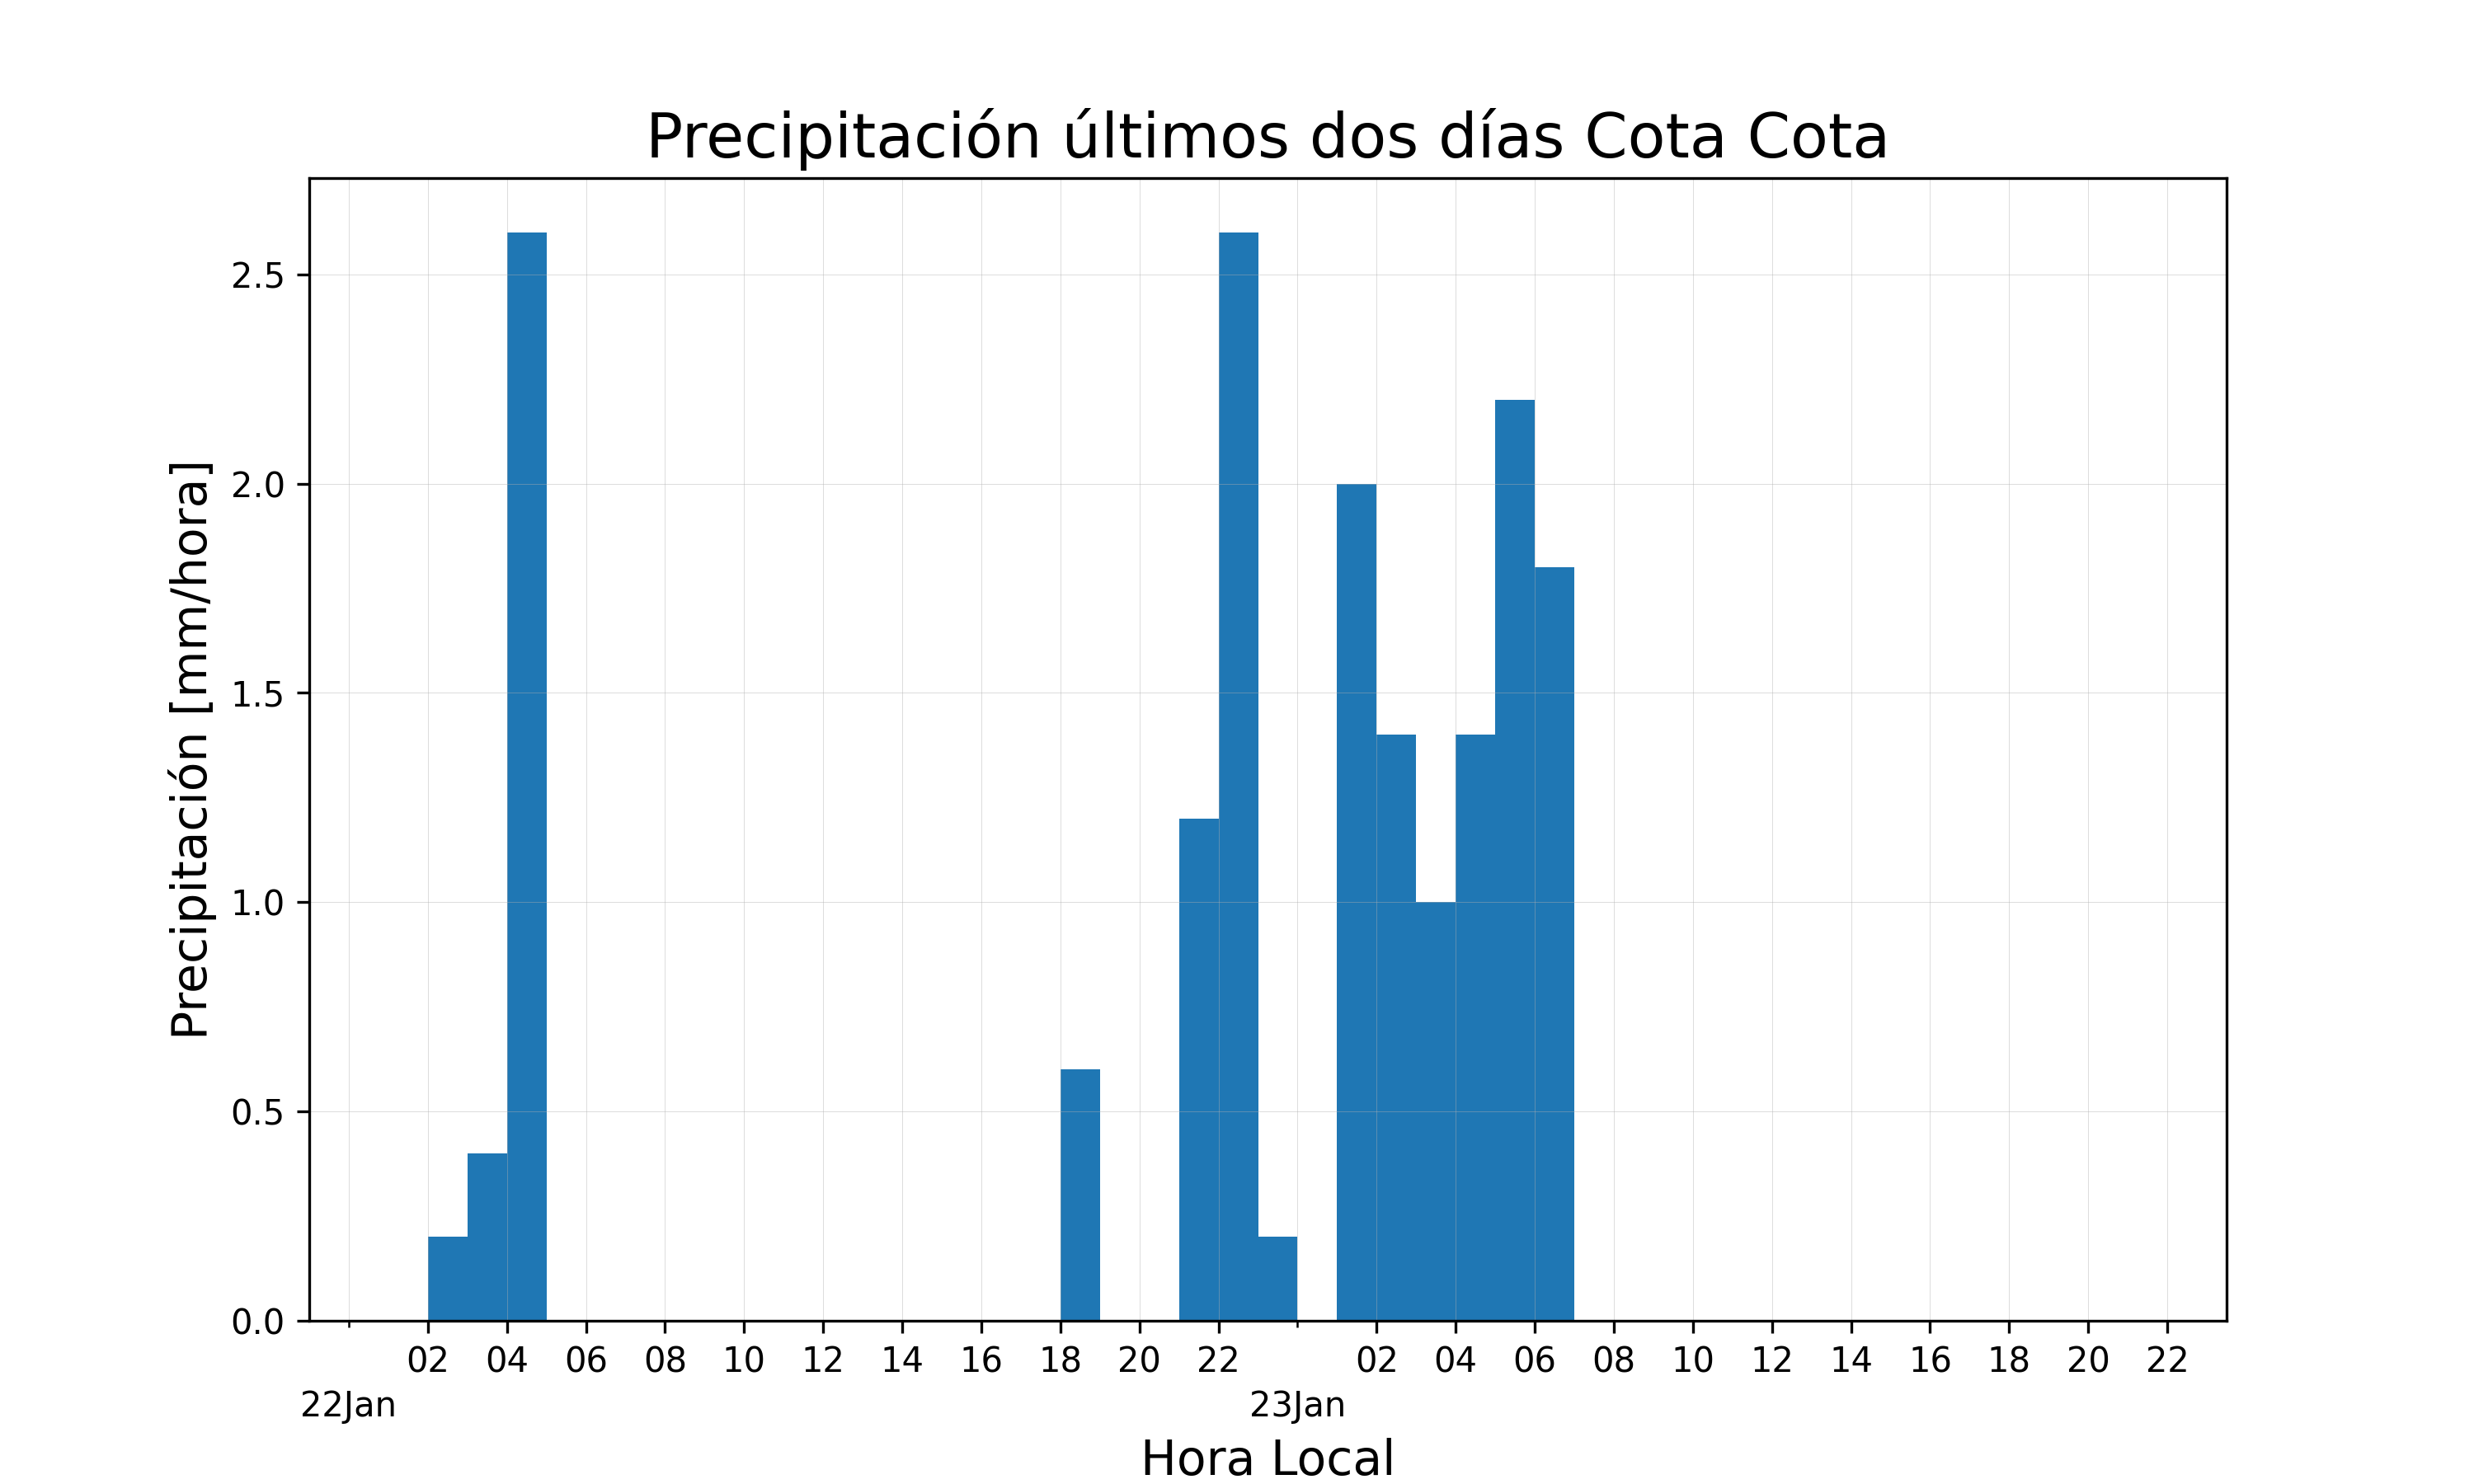 Precipitación últimos dos días Cota Cota
Precipitación [mm/hora]
2.5
2.0
1.5
1.0
0.5
0.0
02 04 06 08 10 12 14 16 18 20 22 02 04 06 08 10 12 14 16 18 20 22
22Jan 23Jan
Hora Local